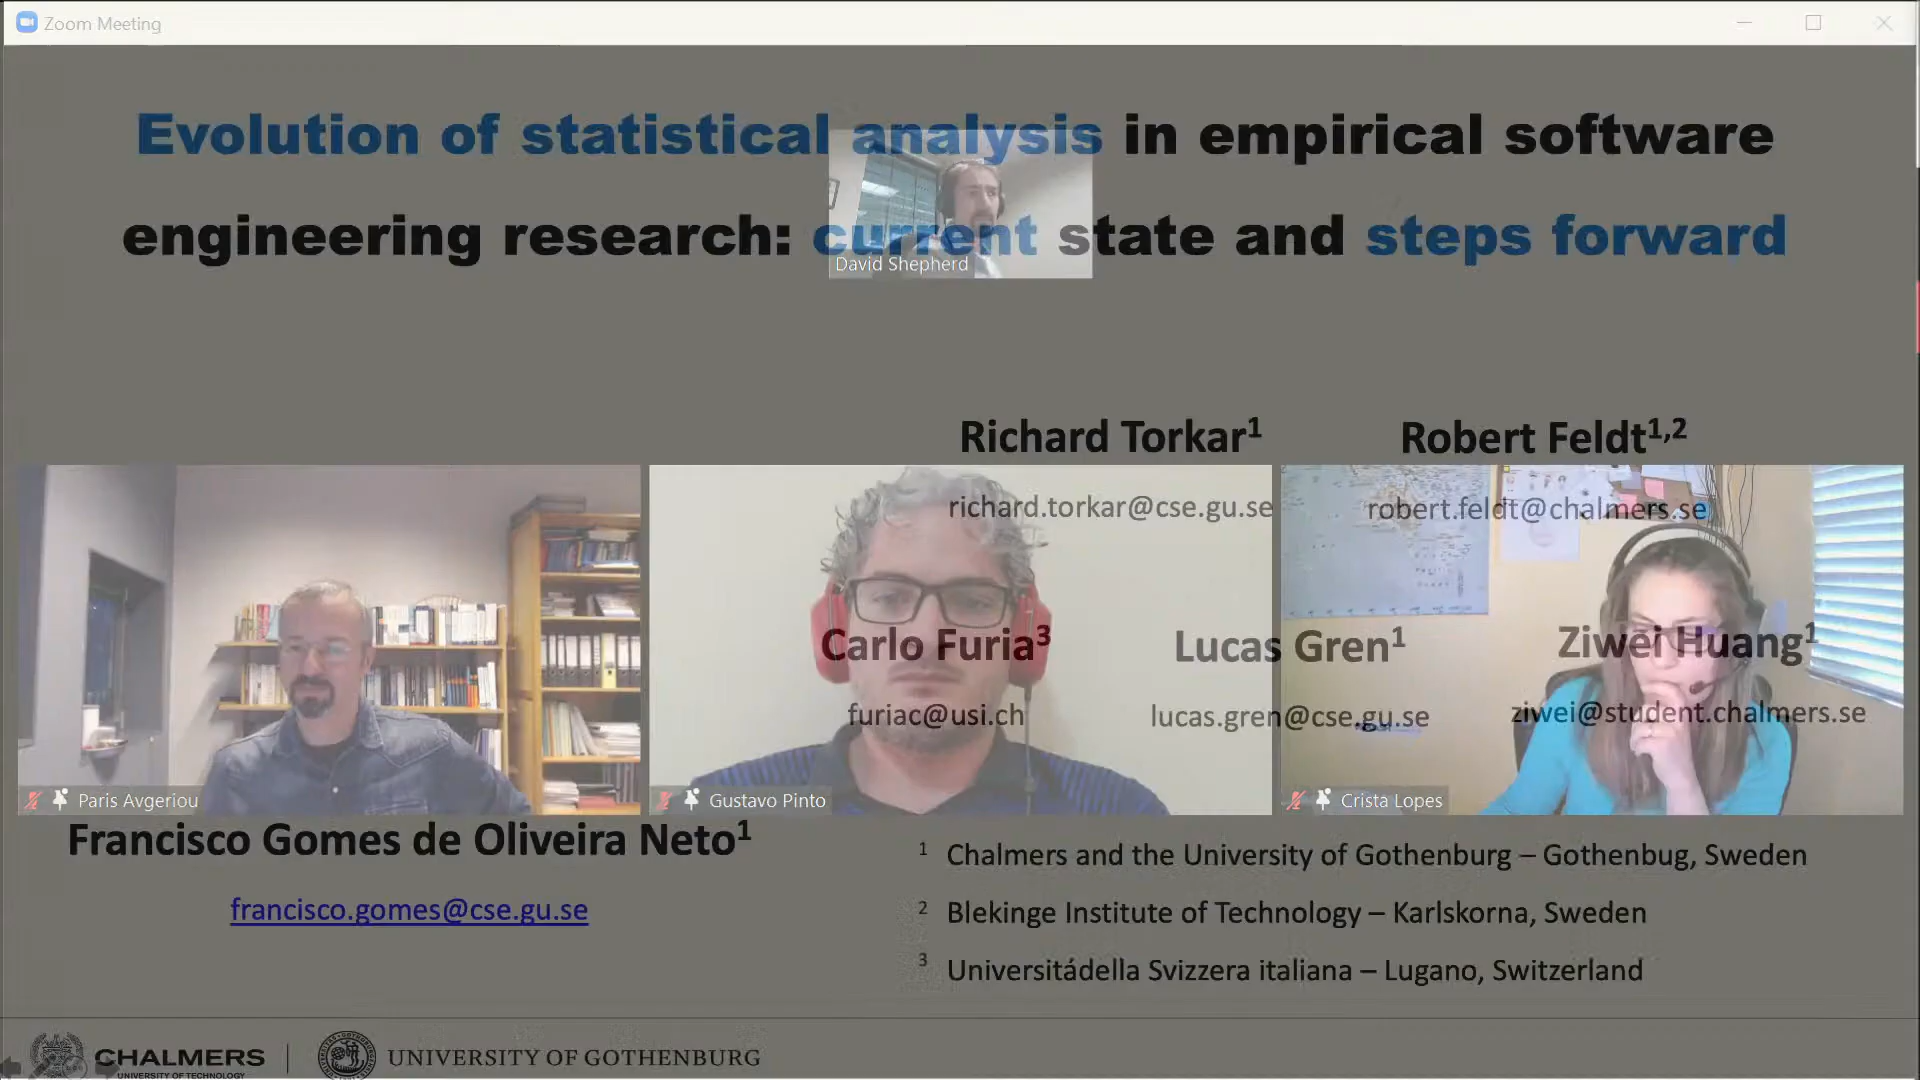 Zoom Meeting
Evolution of statistical analysis in empirical software
engineering research: current state and steps forward
David Shepherd
Richard Torkar1
Robert Feldt1,2
richard.torkar@cse.gu.se
robert.feldt@chalmers.se
Carlo Furia3
Lucas Gren1
Ziwei Huang1
furiac@usi.ch
lucas.gren@cse.gu.se
ziwei@student.chalmers.se
Paris Avgeriou
Gustavo Pinto
Crista Lopes
Francisco Gomes de Oliveira Neto1
francisco.gomes@cse.gu.se
1 Chalmers and the University of Gothenburg – Gothenbug, Sweden
2 Blekinge Institute of Technology – Karlskorna, Sweden
3 Universitádella Svizzera italiana – Lugano, Switzerland
CHALMERS
UNIVERSITY OF TECHNOLOGY
UNIVERSITY OF GOTHENBURG